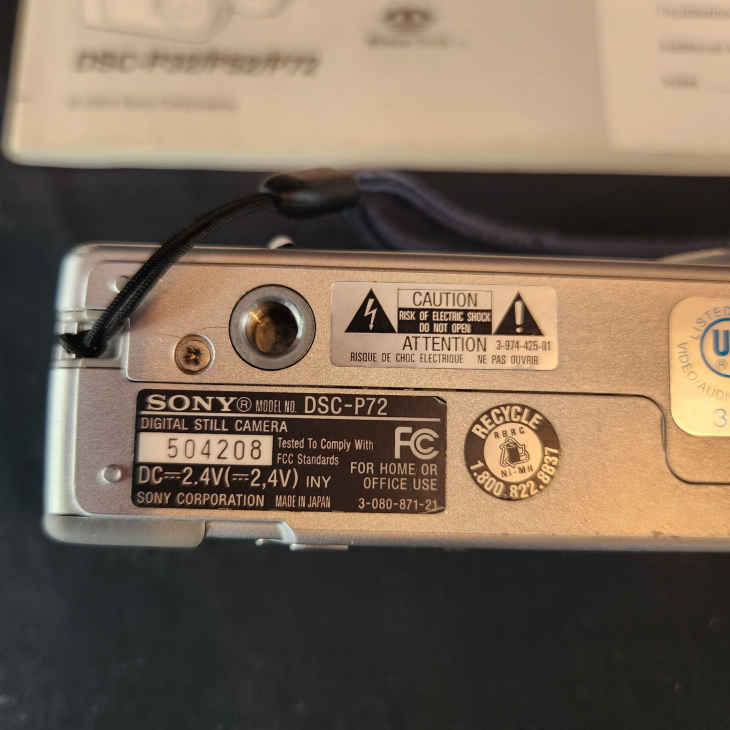 DSC-P32/P52/P72
CAUTION
RISK OF ELECTRIC SHOCK
DO NOT OPEN
ATTENTION 3-974-425-01
RISQUE DE CHOC ELECTRIQUE NE PAS OUVRIR
LISTED
U
®
VIDEO AUDIO
3
SONY® MODEL NO. DSC-P72
DIGITAL STILL CAMERA
504208
Tested To Comply With
FCC Standards
FC
FOR HOME OR
OFFICE USE
DC⎓2.4V(⎓2,4V) INY
SONY CORPORATION MADE IN JAPAN 3-080-871-21
RECYCLE
RBRC
Ni-MH
1.800.822.8837